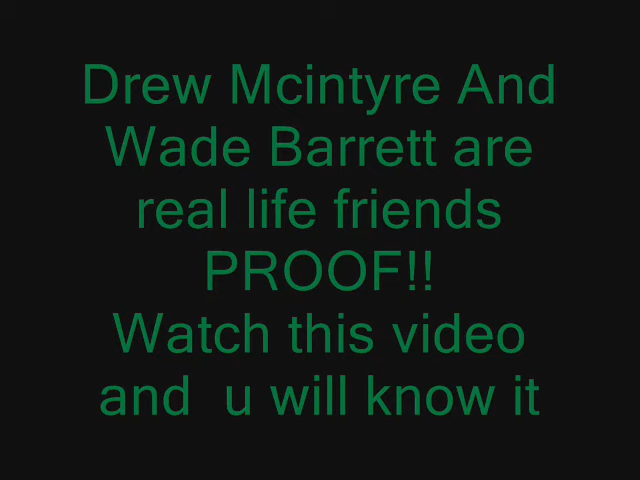 Drew Mcintyre And
Wade Barrett are
real life friends
PROOF!!
Watch this video
and  u will know it